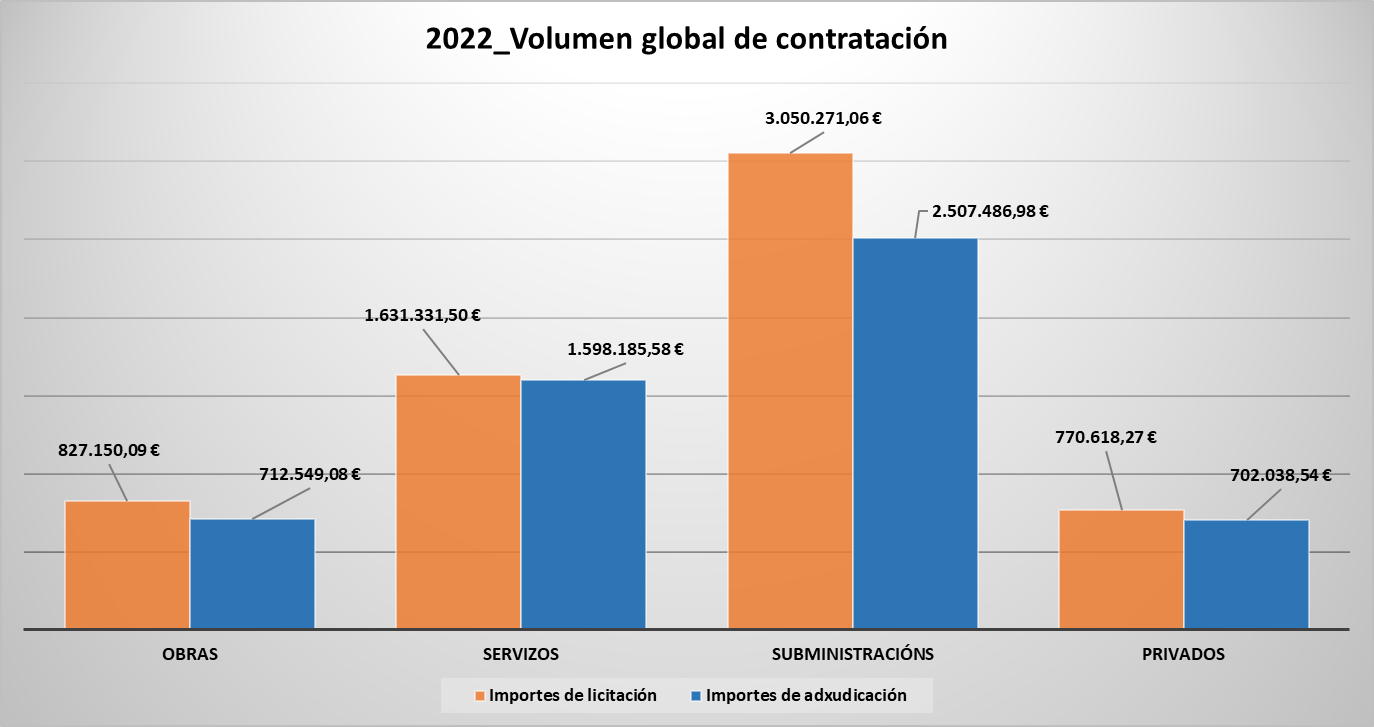 2022_Volumen global de contratación
3.050.271,06 €
2.507.486,98 €
1.631.331,50 €
1.598.185,58 €
827.150,09 €
712.549,08 €
770.618,27 €
702.038,54 €
OBRAS
SERVIZOS
SUBMINISTRACIÓNS
PRIVADOS
Importes de licitación
Importes de adxudicación